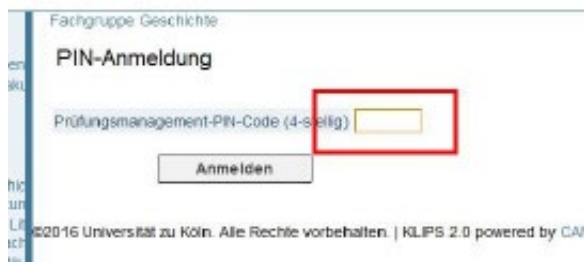 Fachgruppe Geschichte
PIN-Anmeldung
Prüfungsmanagement-PIN-Code (4-stellig)
Anmelden
©2016 Universität zu Köln. Alle Rechte vorbehalten. | KLIPS 2.0 powered by